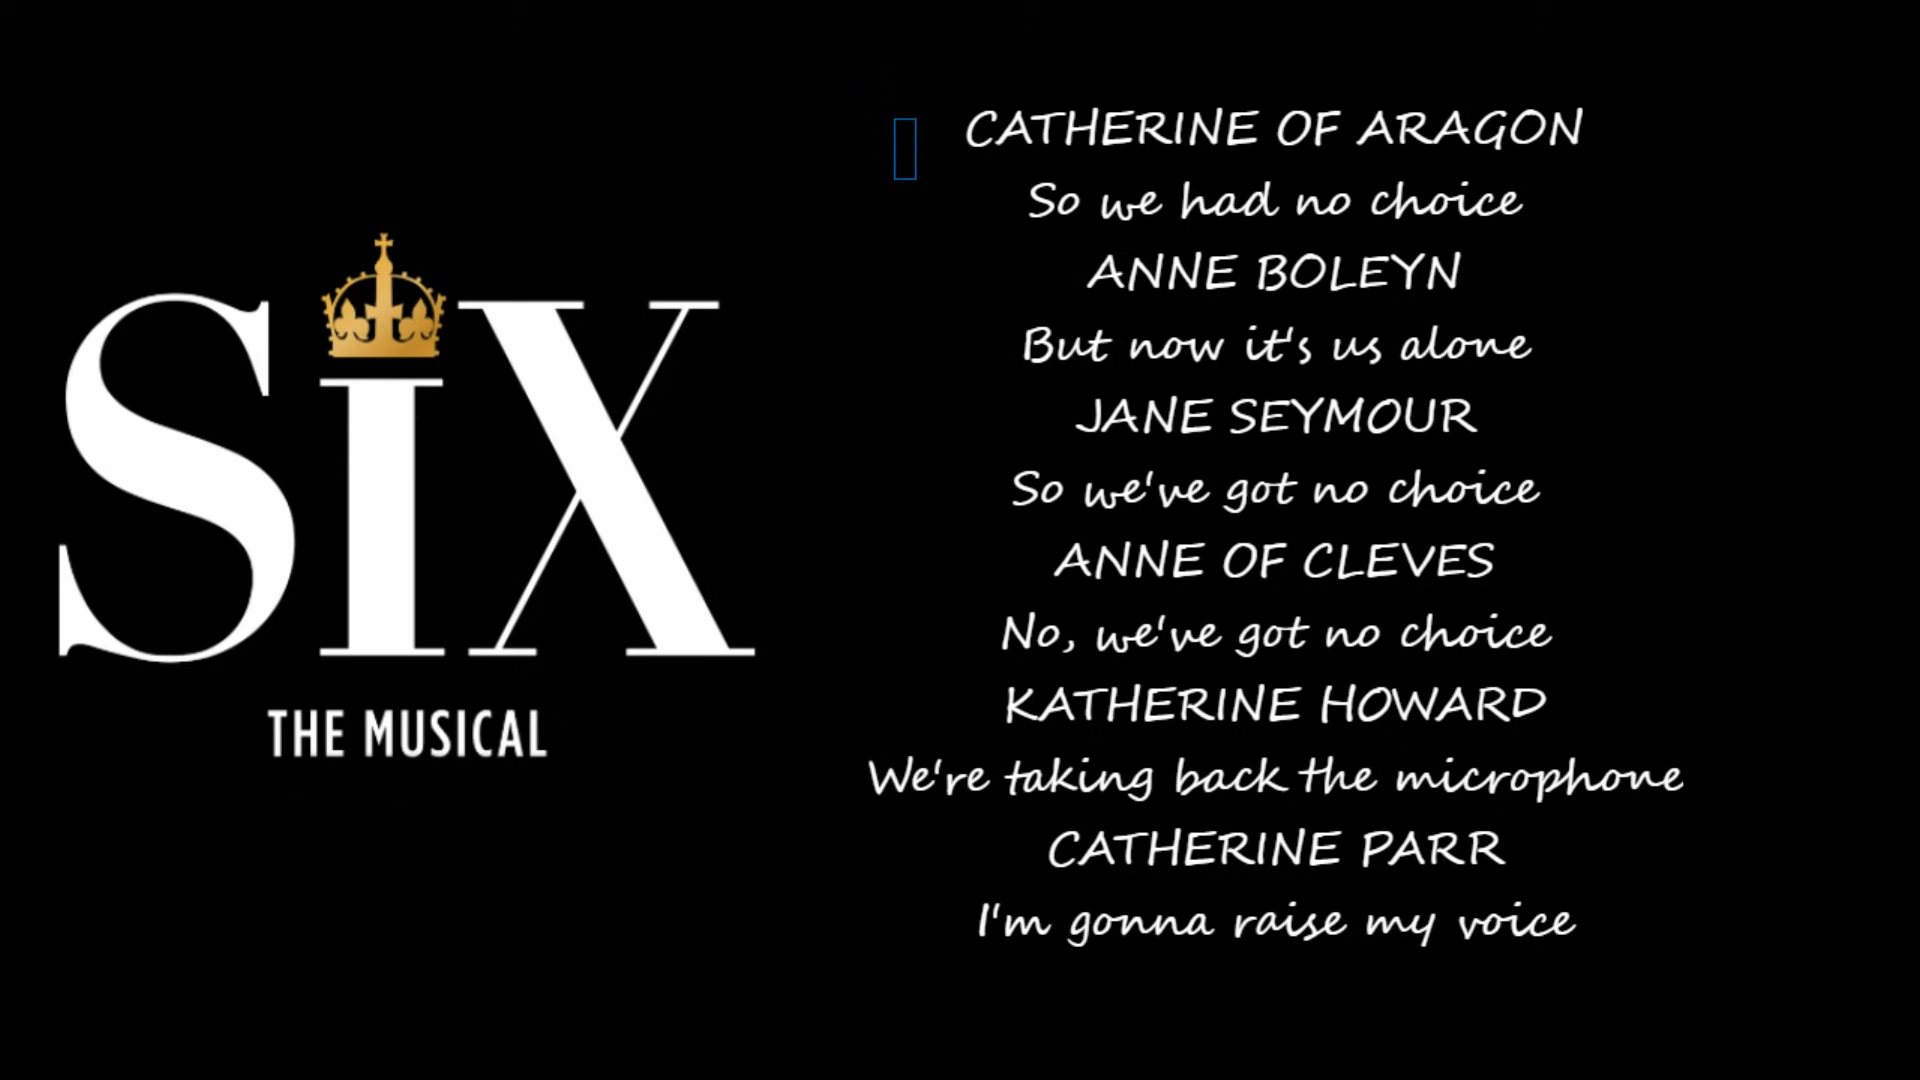 SIX
THE MUSICAL
CATHERINE OF ARAGON
So we had no choice
ANNE BOLEYN
But now it's us alone
JANE SEYMOUR
So we've got no choice
ANNE OF CLEVES
No, we've got no choice
KATHERINE HOWARD
We're taking back the microphone
CATHERINE PARR
I'm gonna raise my voice